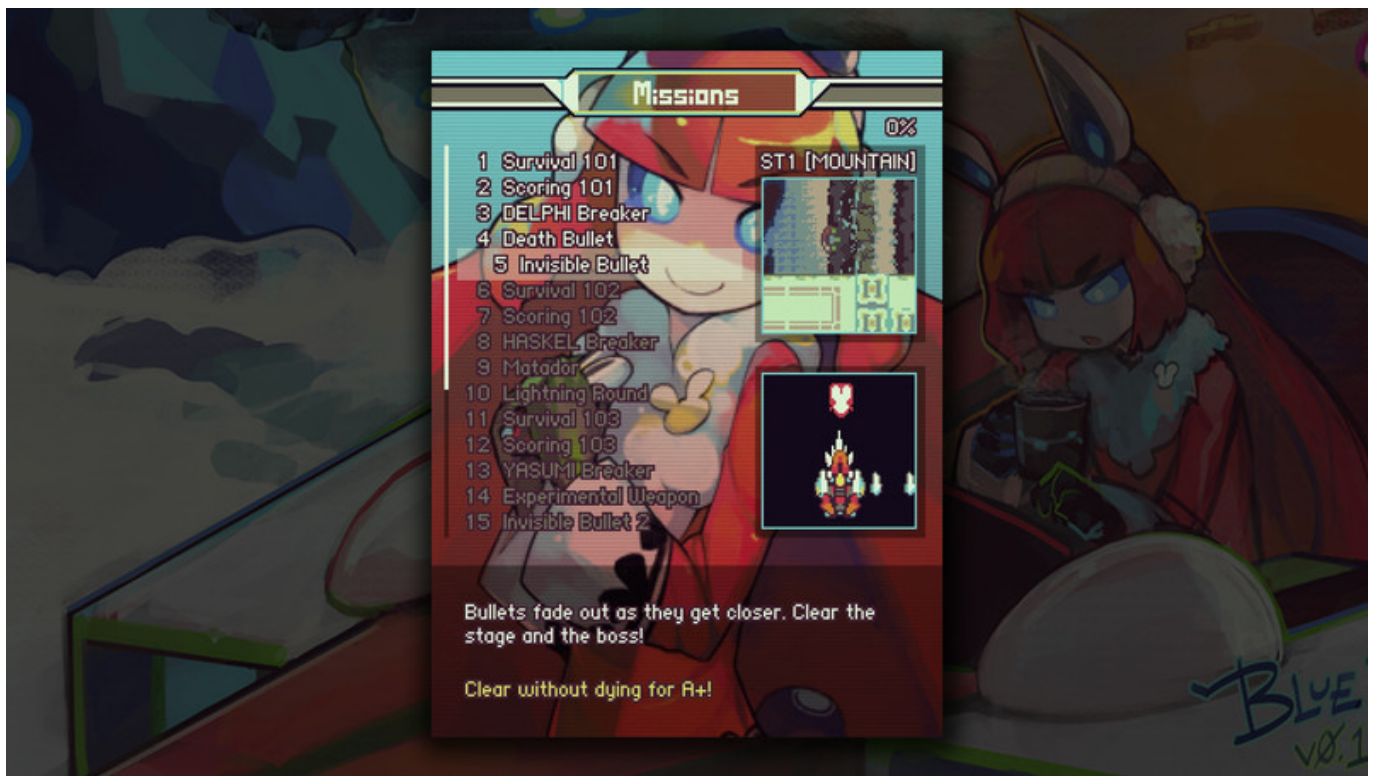 Missions
0%
1 Survival 101
2 Scoring 101
3 DELPHI Breaker
4 Death Bullet
5 Invisible Bullet
6 Survival 102
7 Scoring 102
8 HASKEL Breaker
9 Matador
10 Lightning Round
11 Survival 103
12 Scoring 103
13 YASUMI Breaker
14 Experimental Weapon
15 Invisible Bullet 2
ST1 [MOUNTAIN]
Bullets fade out as they get closer. Clear the
stage and the boss!
Clear without dying for A+!
BLUE
v0.1